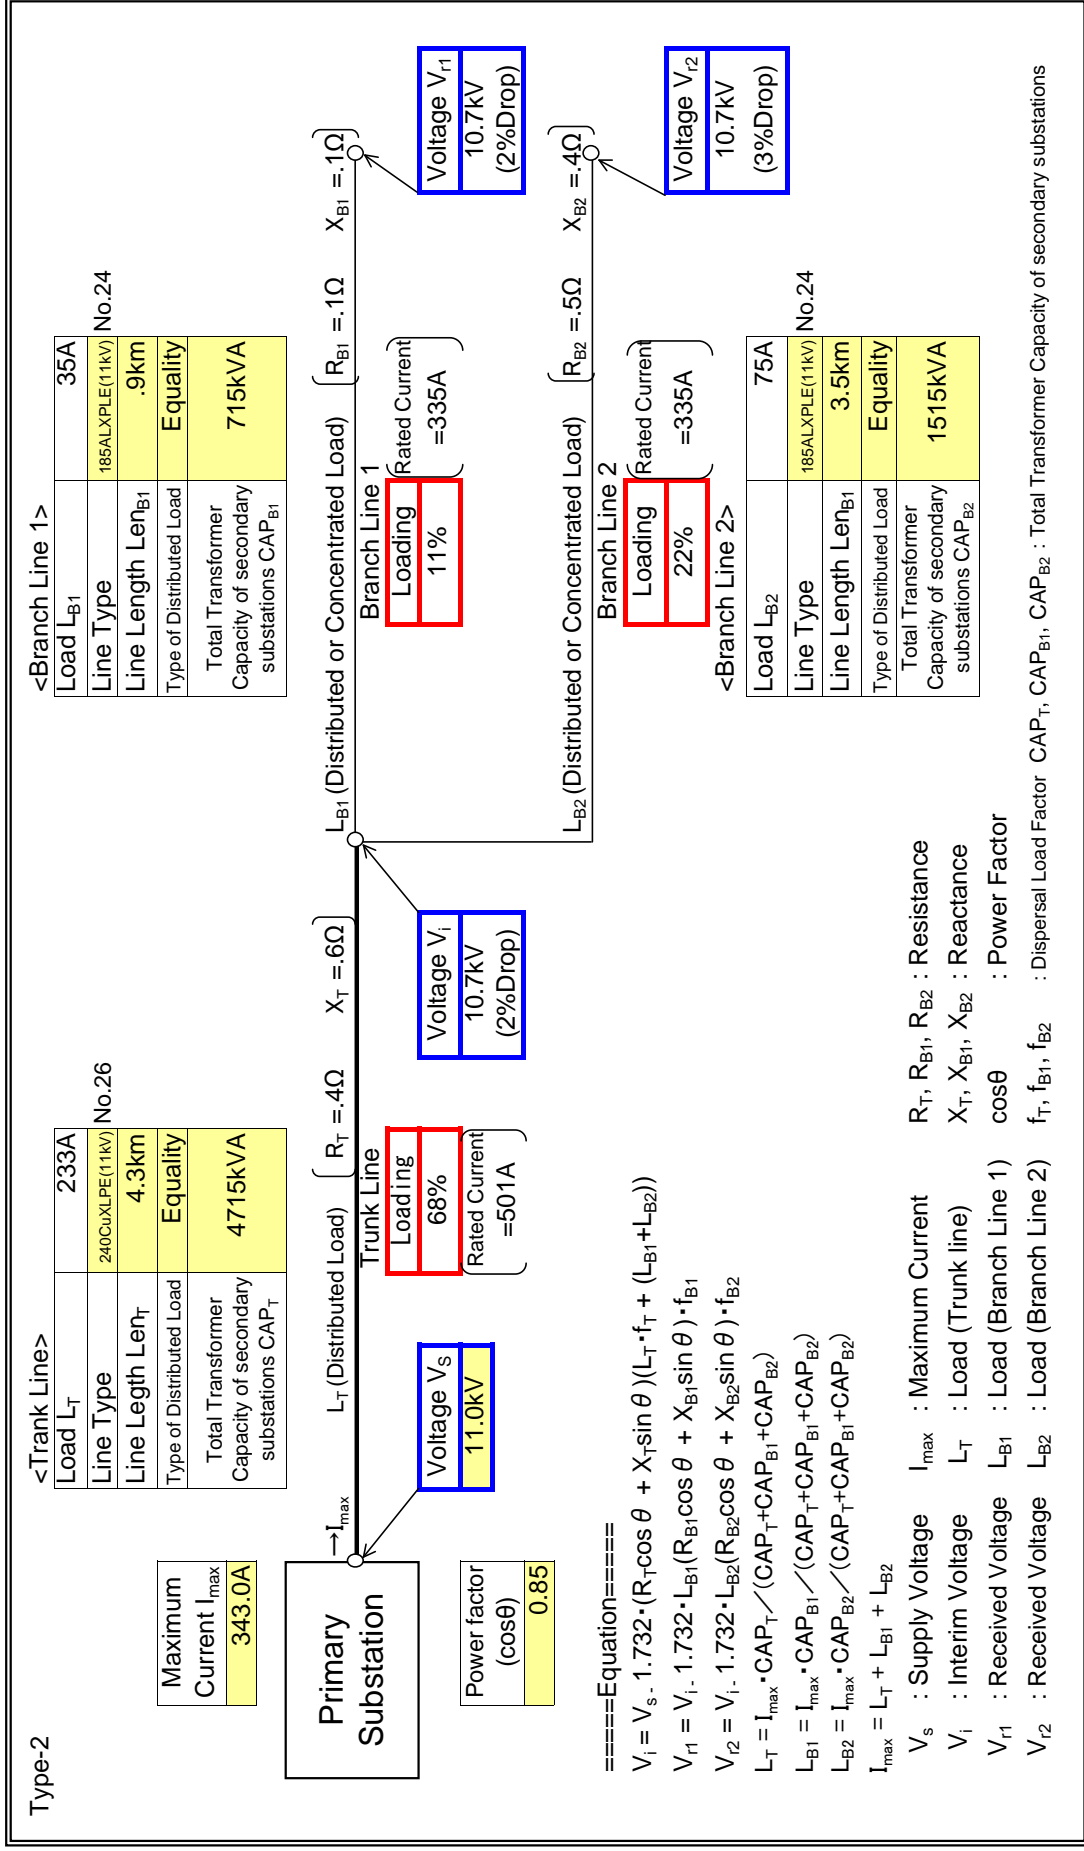 Type-2
Maximum
Current Imax
343.0A
Primary
Substation
→Imax
Power factor
(cosθ)
0.85
<Trank Line>
Load LT 233A
Line Type 240CuXLPE(11kV) No.26
Line Length LenT 4.3km
Type of Distributed Load Equality
Total Transformer
Capacity of secondary
substations CAPT
4715kVA
LT (Distributed Load)
RT =.4Ω XT =.6Ω
Trunk Line
Loading
68%
Rated Current
=501A
Voltage VS
11.0kV
Voltage Vi
10.7kV
(2%Drop)
<Branch Line 1>
Load LB1 35A
Line Type 185ALXPLE(11kV) No.24
Line Length LenB1 .9km
Type of Distributed Load Equality
Total Transformer
Capacity of secondary
substations CAPB1
715kVA
LB1 (Distributed or Concentrated Load)
RB1 =.1Ω XB1 =.1Ω
Branch Line 1
Loading
11%
Rated Current
=335A
Voltage Vr1
10.7kV
(2%Drop)
LB2 (Distributed or Concentrated Load)
RB2 =.5Ω XB2 =.4Ω
Branch Line 2
Loading
22%
Rated Current
=335A
Voltage Vr2
10.7kV
(3%Drop)
<Branch Line 2>
Load LB2 75A
Line Type 185ALXPLE(11kV) No.24
Line Length LenB1 3.5km
Type of Distributed Load Equality
Total Transformer
Capacity of secondary
substations CAPB2
1515kVA
=====Equation=====
Vi = Vs - 1.732・(RTcos θ + XTsin θ)(LT・fT + (LB1+LB2))
Vr1 = Vi - 1.732・LB1(RB1cos θ + XB1sin θ)・fB1
Vr2 = Vi - 1.732・LB2(RB2cos θ + XB2sin θ)・fB2
LT = Imax・CAPT／(CAPT+CAPB1+CAPB2)
LB1 = Imax・CAPB1／(CAPT+CAPB1+CAPB2)
LB2 = Imax・CAPB2／(CAPT+CAPB1+CAPB2)
Imax = LT + LB1 + LB2
Vs : Supply Voltage Imax : Maximum Current RT, RB1, RB2 : Resistance
Vi : Interim Voltage LT : Load (Trunk line) XT, XB1, XB2 : Reactance
Vr1 : Received Voltage LB1 : Load (Branch Line 1) cosθ : Power Factor
Vr2 : Received Voltage LB2 : Load (Branch Line 2) fT, fB1, fB2 : Dispersal Load Factor CAPT, CAPB1, CAPB2 : Total Transformer Capacity of secondary substations